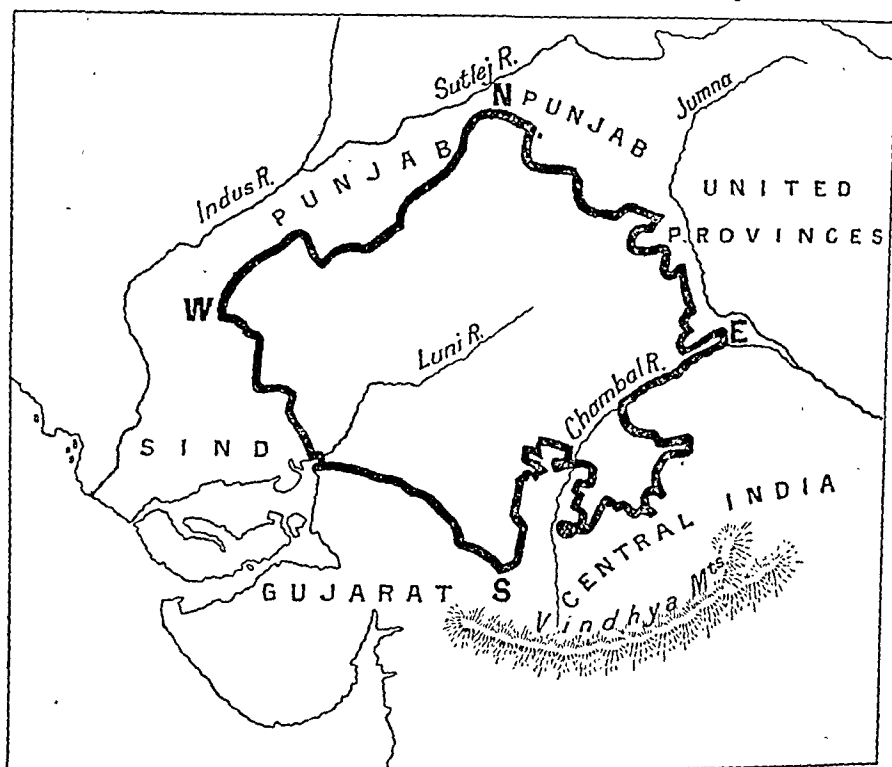 Sutlej R.
N
PUNJAB
Jumna
Indus R.
PUNJAB
UNITED
PROVINCES
W
E
Luni R.
Chambal R.
SIND
CENTRAL INDIA
GUJARAT
S
Vindhya Mts.